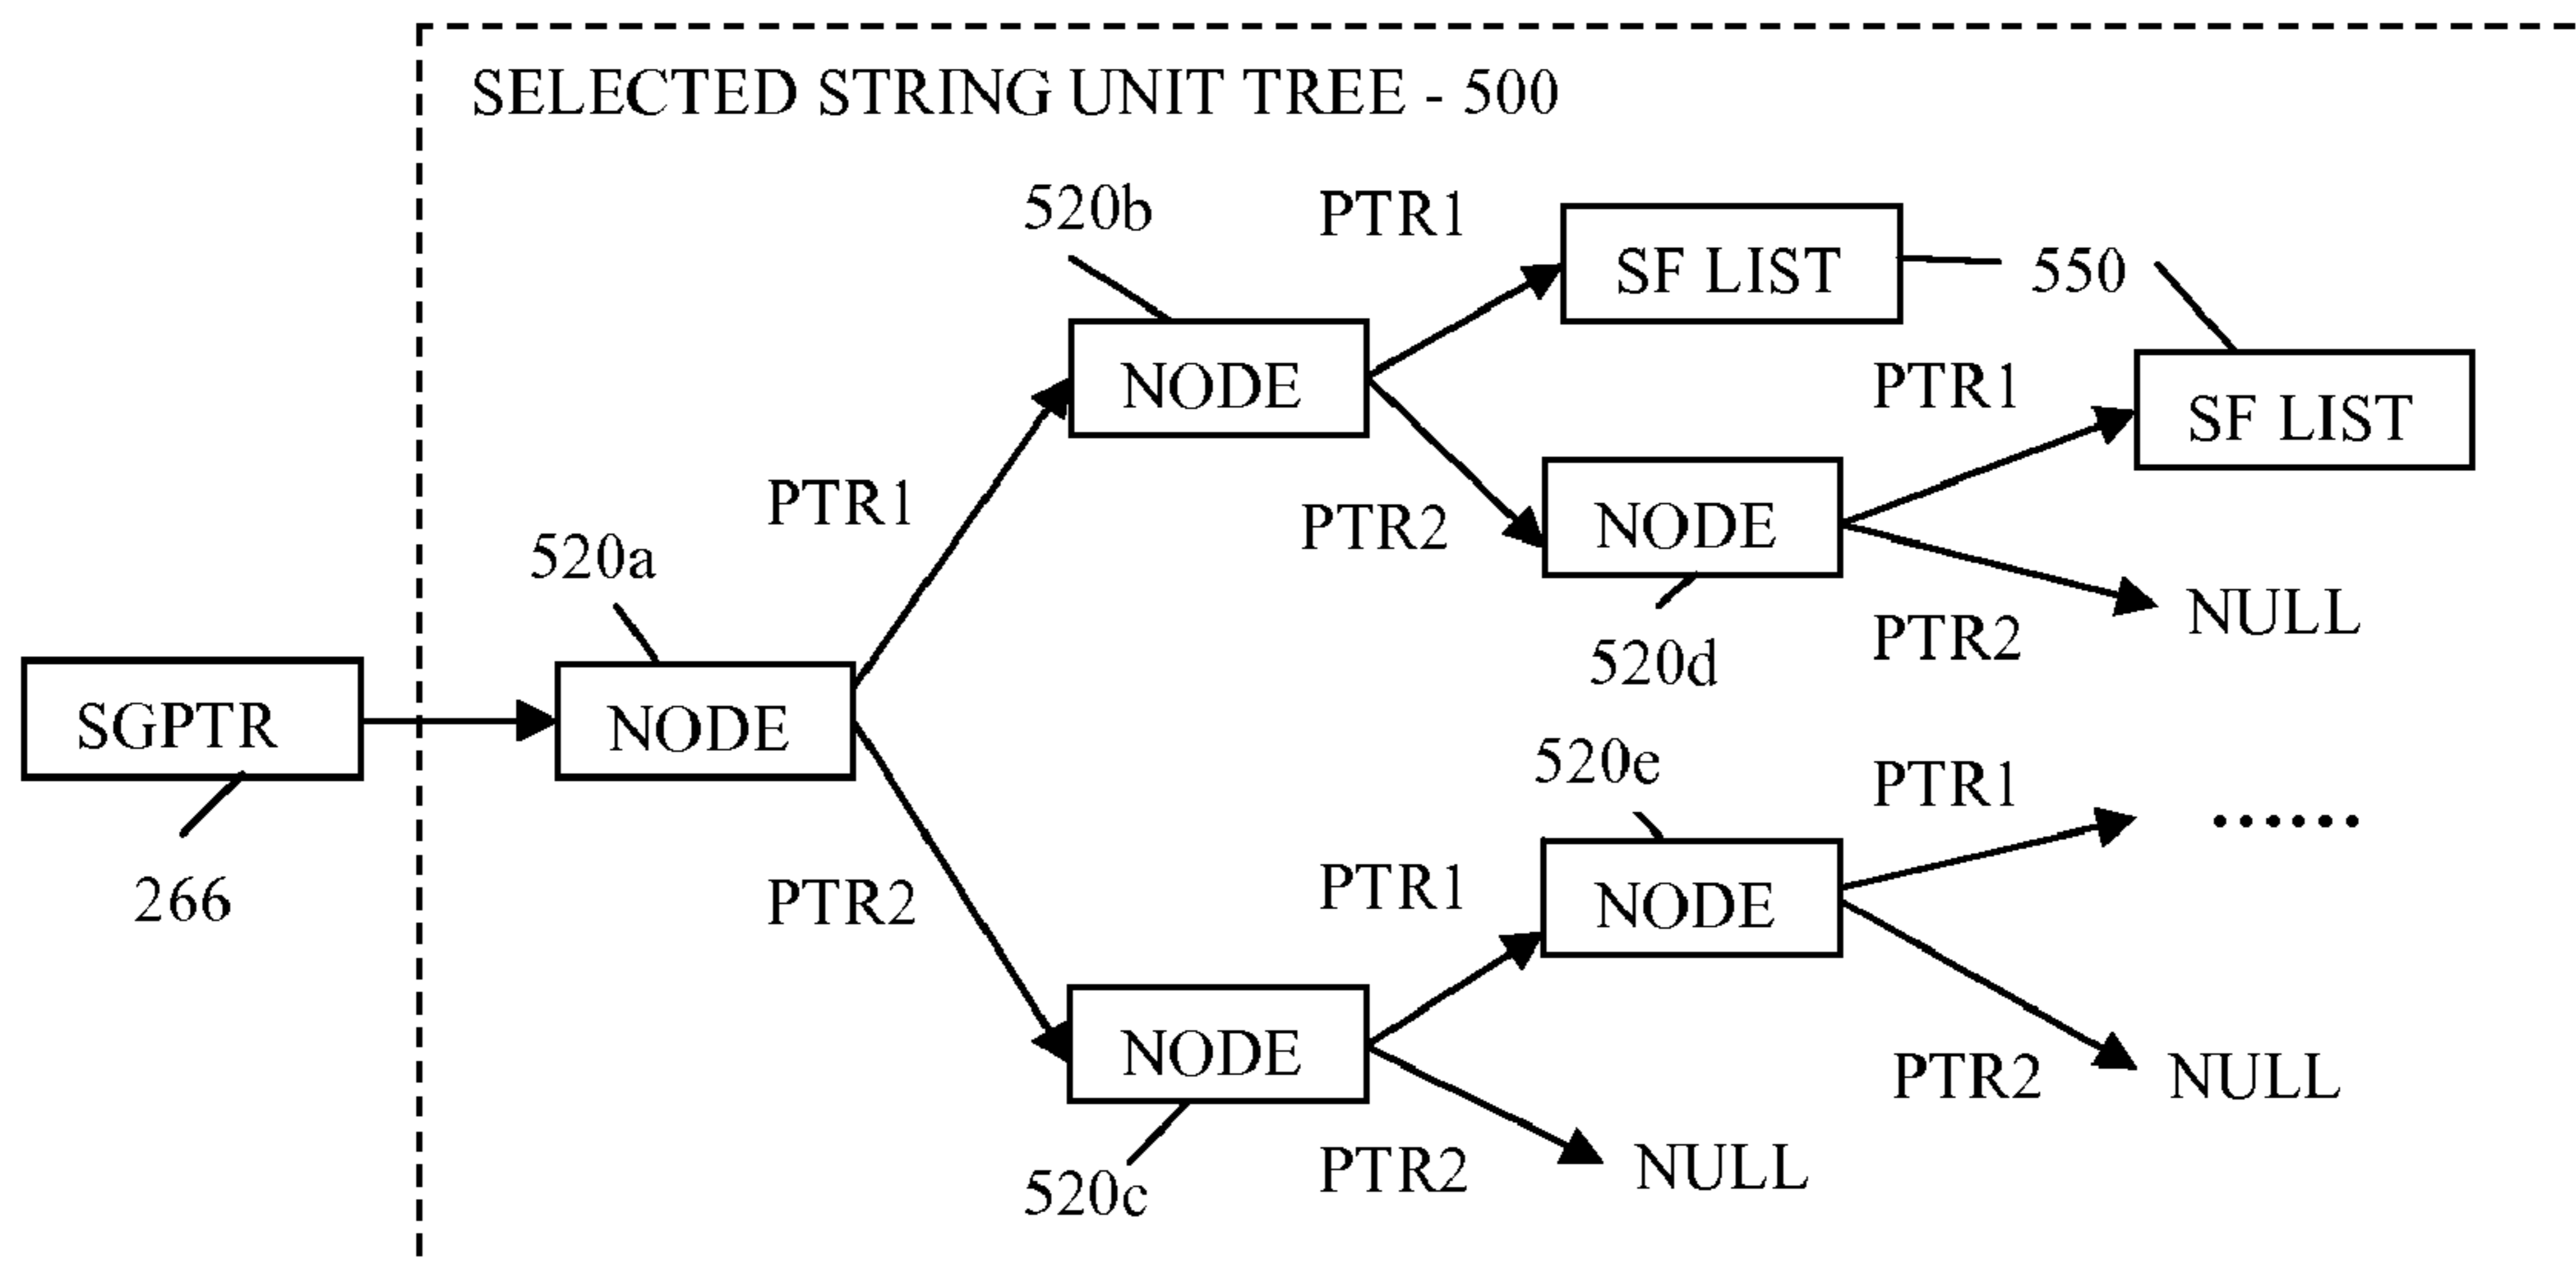 SELECTED STRING UNIT TREE - 500
520b
PTR1
SF LIST
550
NODE
PTR1
SF LIST
PTR1
PTR2
NODE
520a
NULL
520d
PTR2
SGPTR
NODE
520e
PTR1
......
266
PTR2
PTR1
NODE
NODE
PTR2
NULL
520c
PTR2
NULL